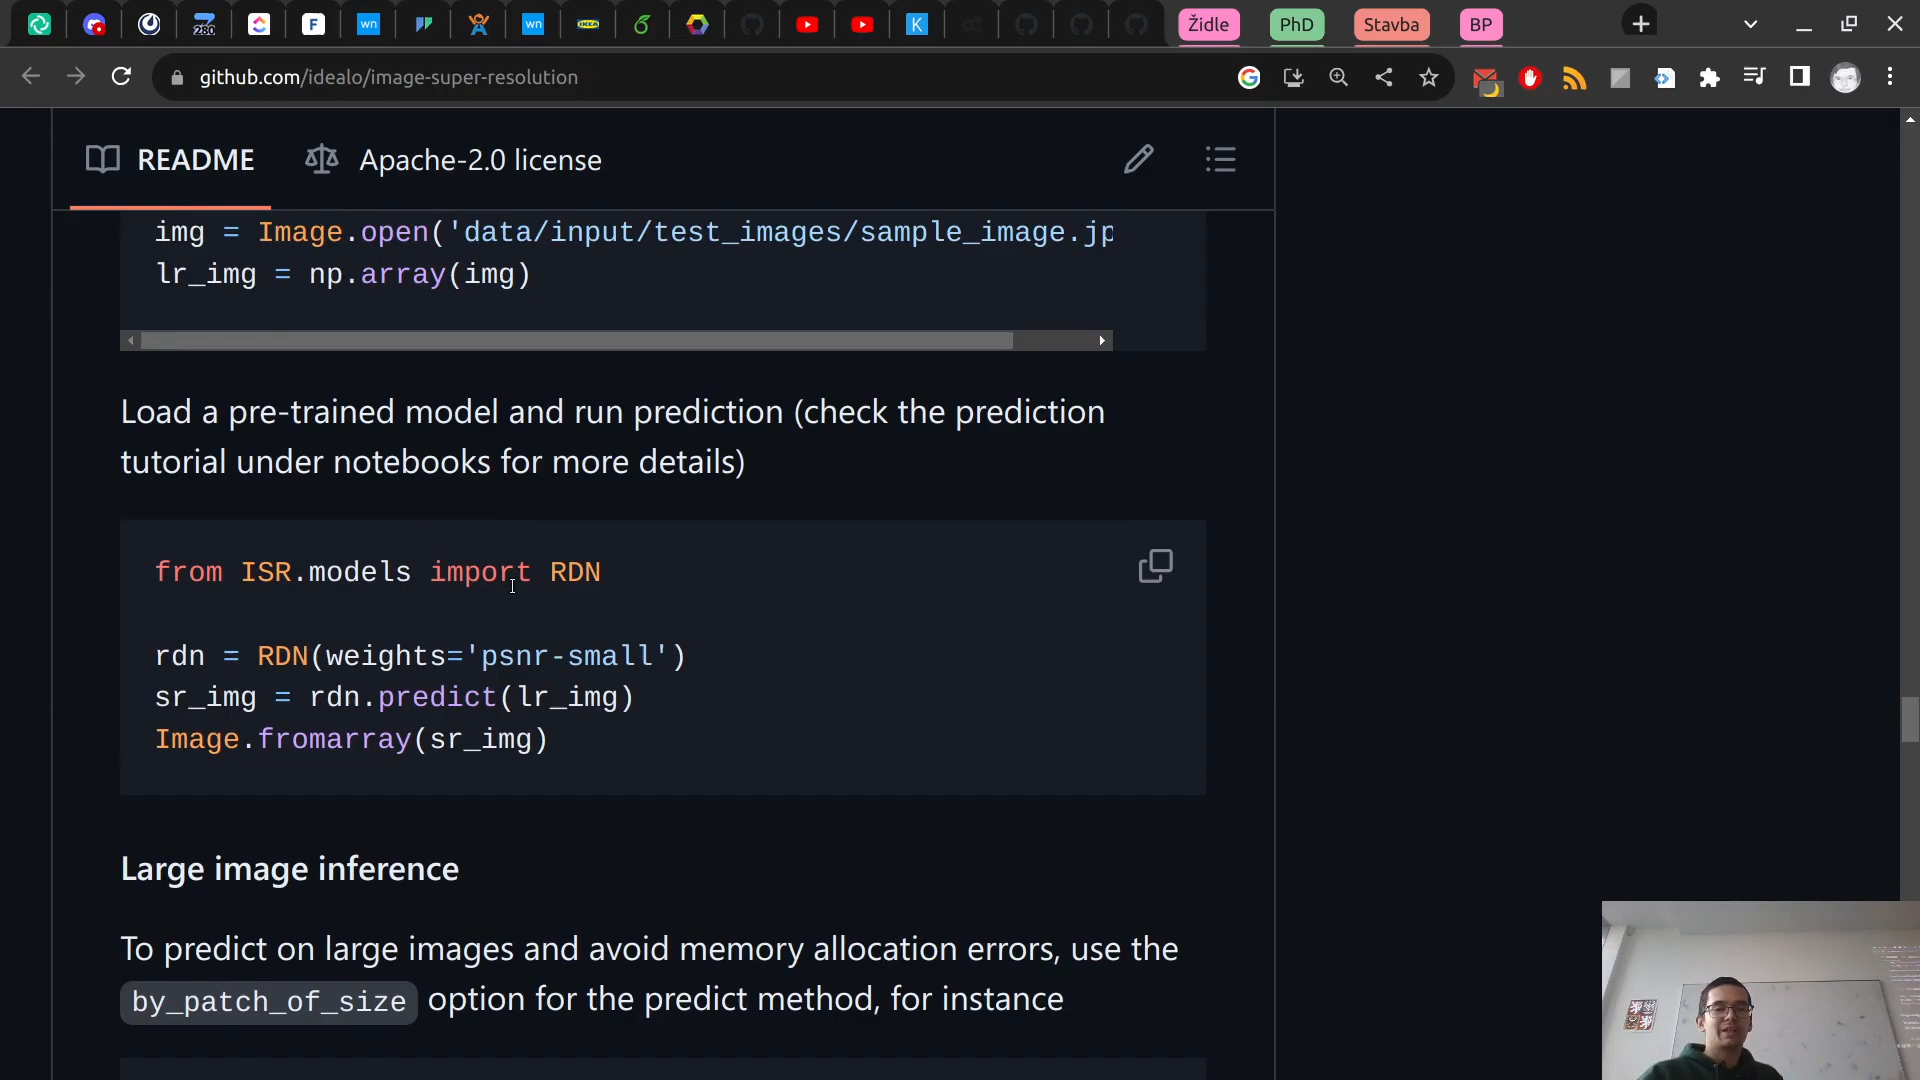 280
wn
wn
IKEA
K
Židle
PhD
Stavba
BP
github.com/idealo/image-super-resolution
README
Apache-2.0 license
img = Image.open('data/input/test_images/sample_image.jp
lr_img = np.array(img)
Load a pre-trained model and run prediction (check the prediction
tutorial under notebooks for more details)
from ISR.models import RDN
rdn = RDN(weights='psnr-small')
sr_img = rdn.predict(lr_img)
Image.fromarray(sr_img)
Large image inference
To predict on large images and avoid memory allocation errors, use the
by_patch_of_size option for the predict method, for instance